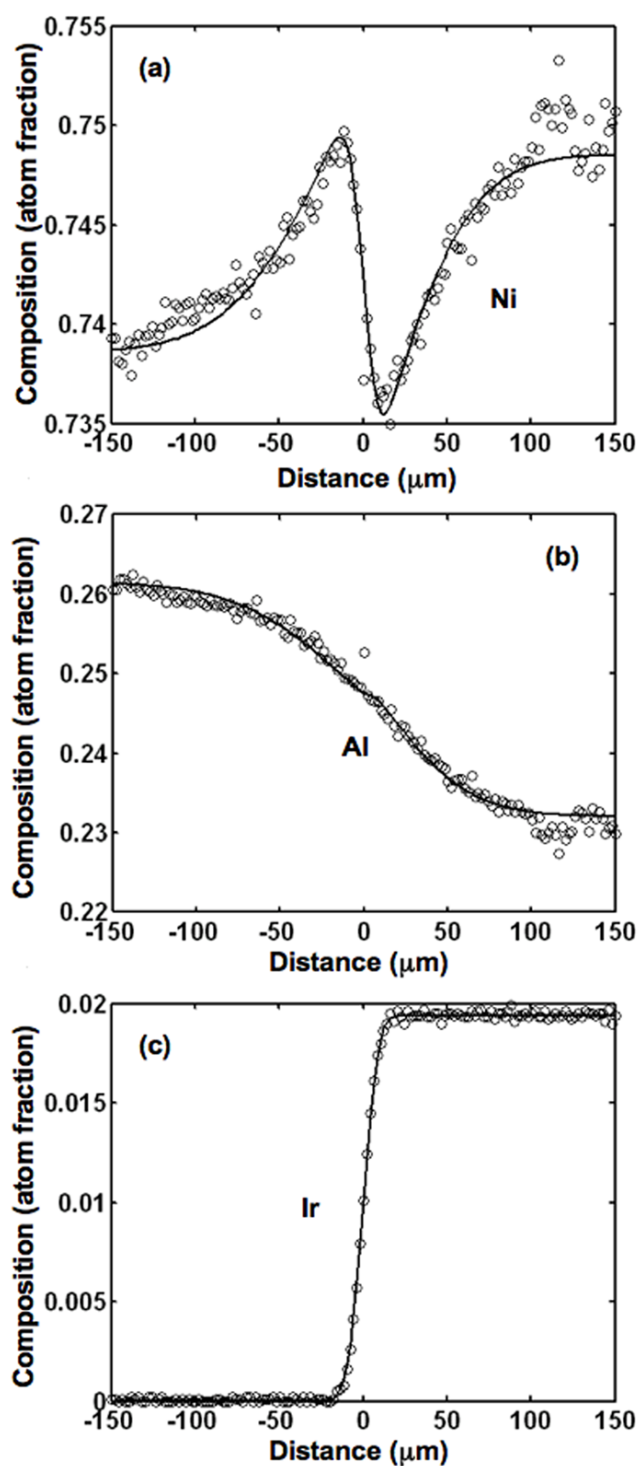 Composition (atom fraction)
0.755
0.75
0.745
0.74
0.735
(a)
Ni
-150 -100 -50 0 50 100 150
Distance (μm)
Composition (atom fraction)
0.27
0.26
0.25
0.24
0.23
0.22
(b)
Al
-150 -100 -50 0 50 100 150
Distance (μm)
Composition (atom fraction)
0.02
0.015
0.01
0.005
0
(c)
Ir
-150 -100 -50 0 50 100 150
Distance (μm)